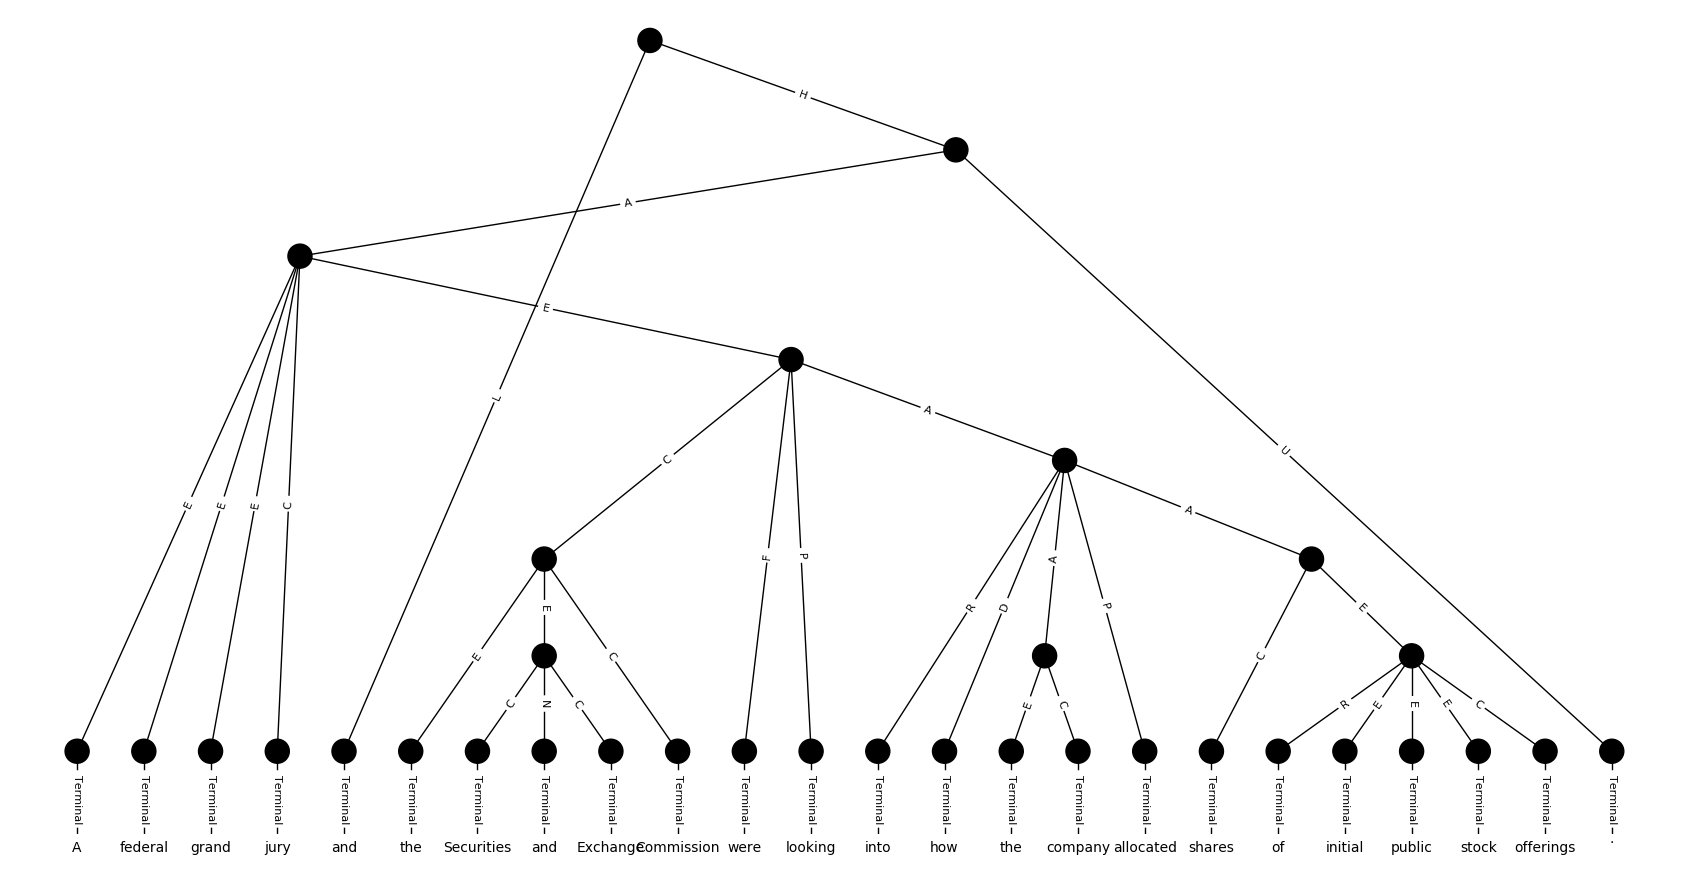 H
A
E
L
A
C
U
E E E C
F P
A
R D A P
E
E
E C
C
C N C
E C
R E E E C
Terminal Terminal Terminal Terminal Terminal Terminal Terminal Terminal Terminal Terminal Terminal Terminal Terminal Terminal Terminal Terminal Terminal Terminal Terminal Terminal Terminal Terminal Terminal Terminal
A federal grand jury and the Securities and Exchange Commission were looking into how the company allocated shares of initial public stock offerings .